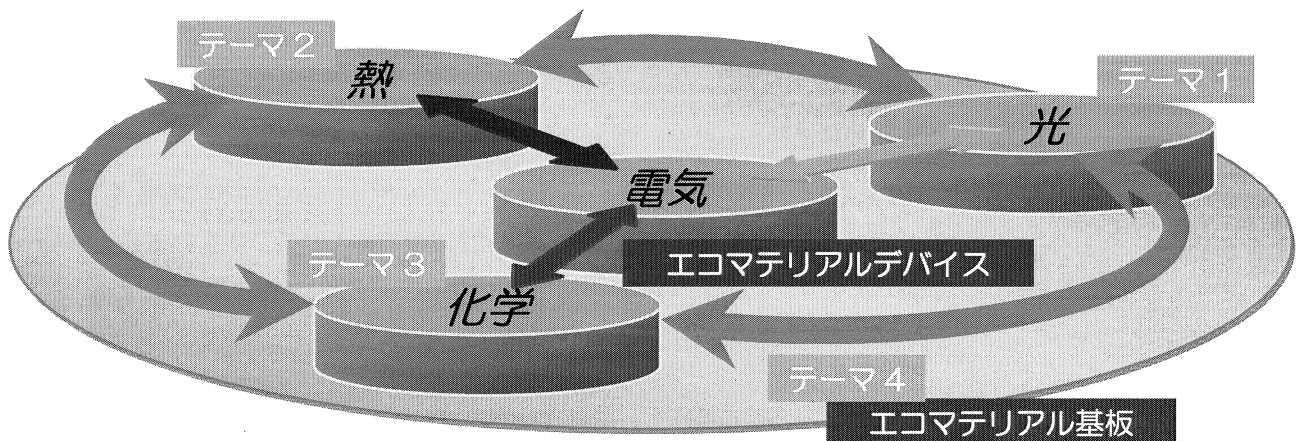 テーマ2
熱
テーマ1
光
電気
テーマ3
エコマテリアルデバイス
化学
テーマ4
エコマテリアル基板